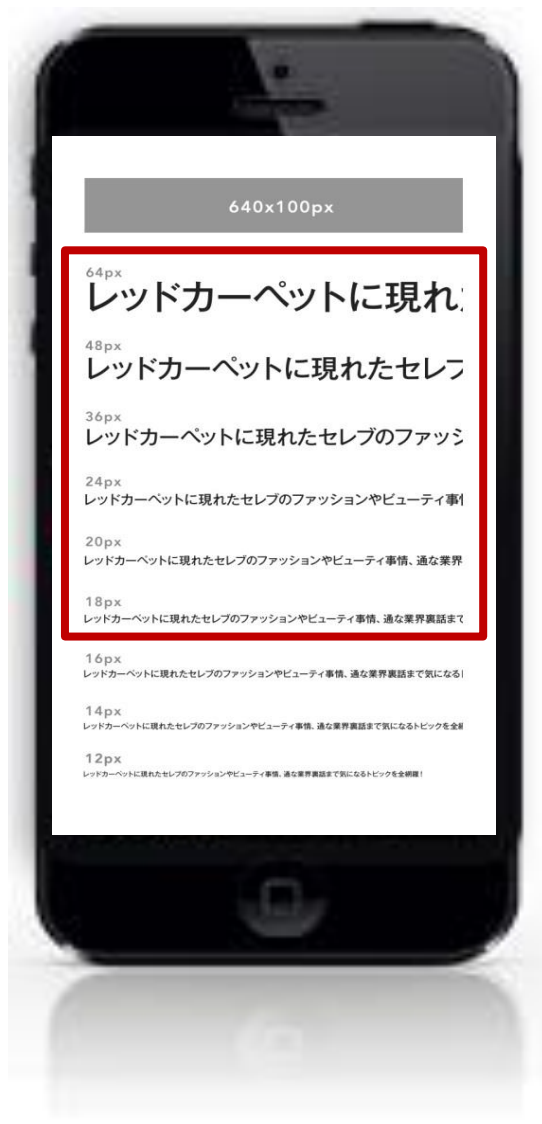 640x100px
64px
レッドカーペットに現れ
48px
レッドカーペットに現れたセレブ
36px
レッドカーペットに現れたセレブのファッシ
24px
レッドカーペットに現れたセレブのファッションやビューティ事情
20px
レッドカーペットに現れたセレブのファッションやビューティ事情、通な業界
18px
レッドカーペットに現れたセレブのファッションやビューティ事情、通な業界裏話まで
16px
レッドカーペットに現れたセレブのファッションやビューティ事情、通な業界裏話まで気になる
14px
レッドカーペットに現れたセレブのファッションやビューティ事情、通な業界裏話まで気になるトピックを全網
12px
レッドカーペットに現れたセレブのファッションやビューティ事情、通な業界裏話まで気になるトピックを全網羅!